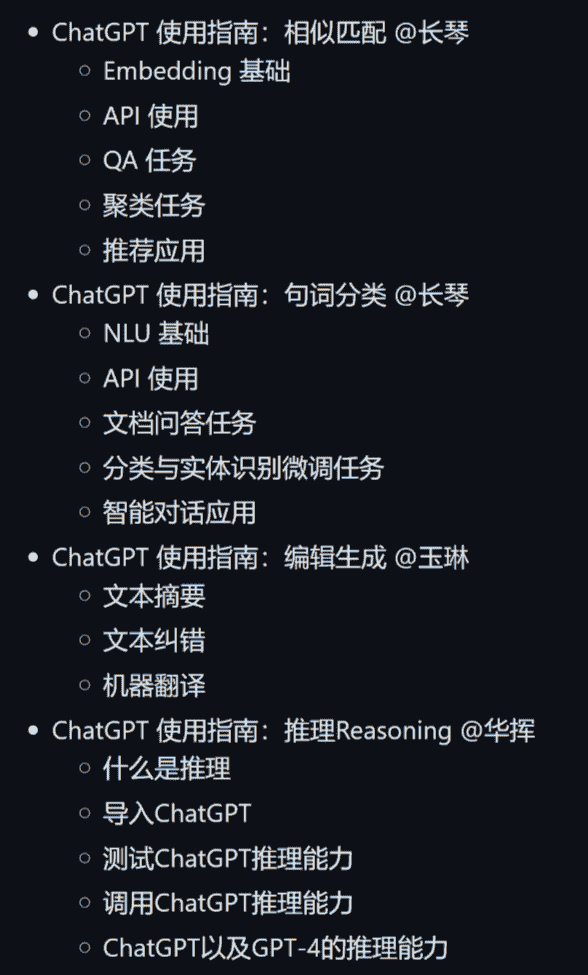 ChatGPT 使用指南：相似匹配 @长琴
Embedding 基础
API 使用
QA 任务
聚类任务
推荐应用
ChatGPT 使用指南：句词分类 @长琴
NLU 基础
API 使用
文档问答任务
分类与实体识别微调任务
智能对话应用
ChatGPT 使用指南：编辑生成 @玉琳
文本摘要
文本纠错
机器翻译
ChatGPT 使用指南：推理Reasoning @华挥
什么是推理
导入ChatGPT
测试ChatGPT推理能力
调用ChatGPT推理能力
ChatGPT以及GPT-4的推理能力